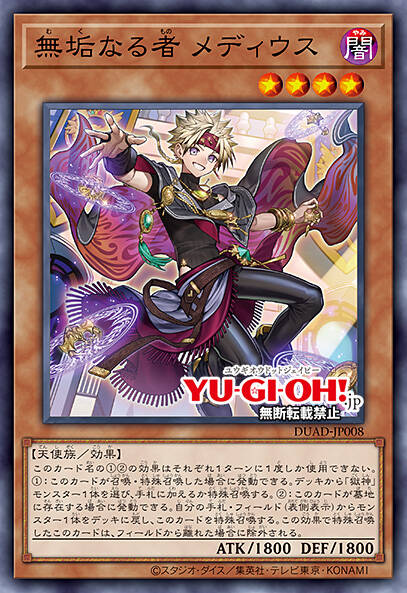 無垢なる者 メディウス
闇
ユウギオウドットジェイピー
YU-GI-OH!.jp
無断転載禁止
DUAD-JP008
【天使族/効果】
このカード名の①②の効果はそれぞれ1ターンに1度しか使用できない。
①：このカードが召喚・特殊召喚した場合に発動できる。デッキから「獄神」
モンスター1体を選び、手札に加えるか特殊召喚する。②：このカードが墓地
に存在する場合に発動できる。自分の手札・フィールド（表側表示）からモン
スター1体をデッキに戻し、このカードを特殊召喚する。この効果で特殊召喚
したこのカードは、フィールドから離れた場合に除外される。
ATK/1800 DEF/1800
©スタジオ・ダイス/集英社・テレビ東京・KONAMI